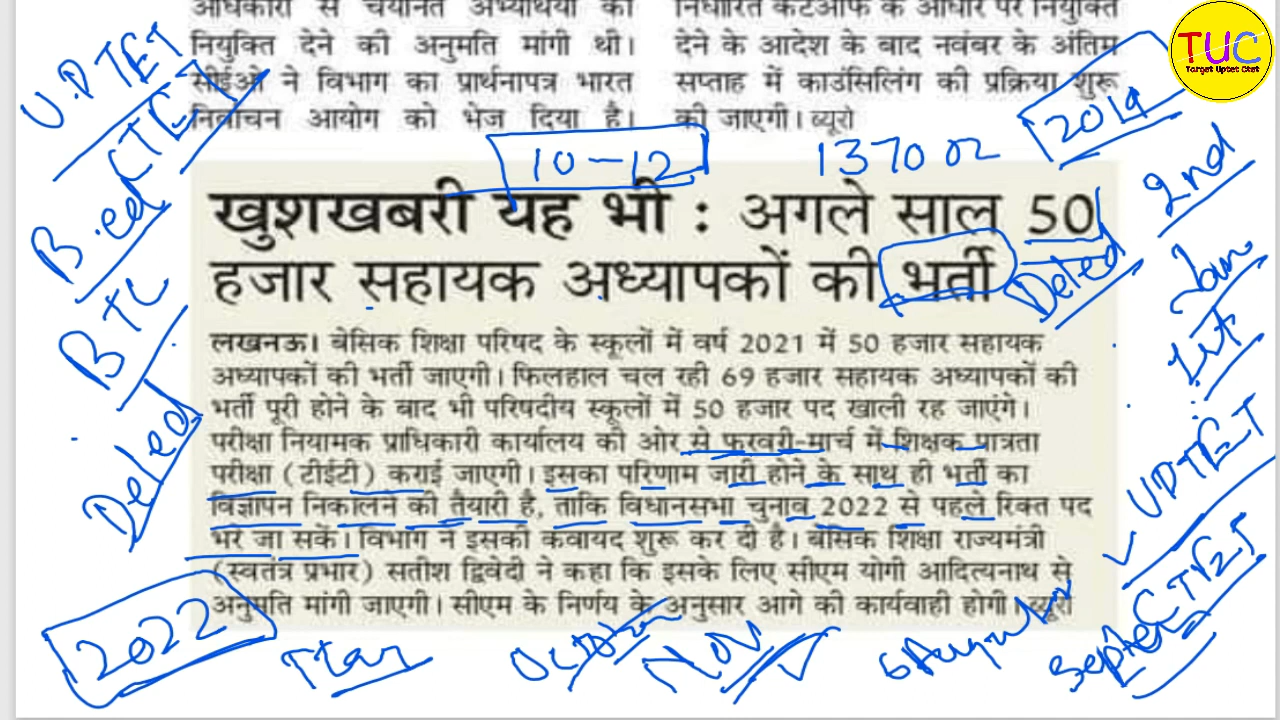 अधिकारी से चयनित अभ्यर्थियों को
नियुक्ति देने की अनुमति मांगी थी।
सीईओ ने विभाग का प्रार्थनापत्र भारत
निर्वाचन आयोग को भेज दिया है।
निर्धारित कटऑफ के आधार पर नियुक्ति
देने के आदेश के बाद नवंबर के अंतिम
सप्ताह में काउंसिलिंग की प्रक्रिया शुरू
की जाएगी। ब्यूरो
TUC
Target Uptet Ctet
U.PTET
CTET
B.ed
BTC
Deled
10-12
137002
2019
2nd
खुशखबरी यह भी : अगले साल 50
हजार सहायक अध्यापकों की भर्ती
Deled
लखनऊ। बेसिक शिक्षा परिषद के स्कूलों में वर्ष 2021 में 50 हजार सहायक
अध्यापकों की भर्ती जाएगी। फिलहाल चल रही 69 हजार सहायक अध्यापकों की
भर्ती पूरी होने के बाद भी परिषदीय स्कूलों में 50 हजार पद खाली रह जाएंगे।
परीक्षा नियामक प्राधिकारी कार्यालय की ओर से फरवरी-मार्च में शिक्षक पात्रता
परीक्षा (टीईटी) कराई जाएगी। इसका परिणाम जारी होने के साथ ही भर्ती का
विज्ञापन निकालने की तैयारी है, ताकि विधानसभा चुनाव 2022 से पहले रिक्त पद
भरे जा सकें। विभाग ने इसकी कवायद शुरू कर दी है। बेसिक शिक्षा राज्यमंत्री
(स्वतंत्र प्रभार) सतीश द्विवेदी ने कहा कि इसके लिए सीएम योगी आदित्यनाथ से
अनुमति मांगी जाएगी। सीएम के निर्णय के अनुसार आगे की कार्यवाही होगी। ब्यूरो
UPTET
CTET
2022
Nov